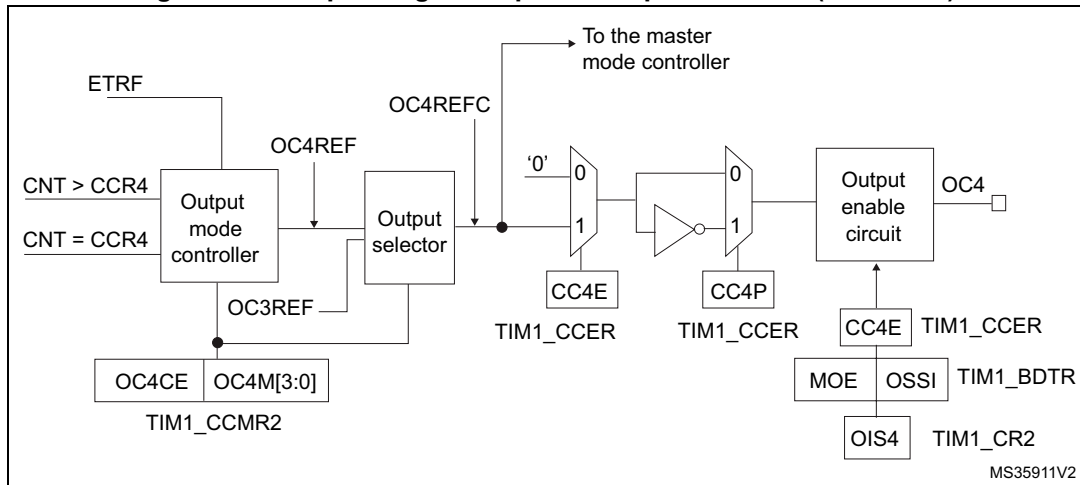 To the master
mode controller
ETRF
OC4REFC
OC4REF
'0'
0
1
0
1
CNT > CCR4
CNT = CCR4
Output
mode
controller
Output
selector
Output
enable
circuit
OC4
OC3REF
CC4E
TIM1_CCER
CC4P
TIM1_CCER
CC4E
TIM1_CCER
OC4CE
OC4M[3:0]
TIM1_CCMR2
MOE
OSSI
TIM1_BDTR
OIS4
TIM1_CR2
MS35911V2